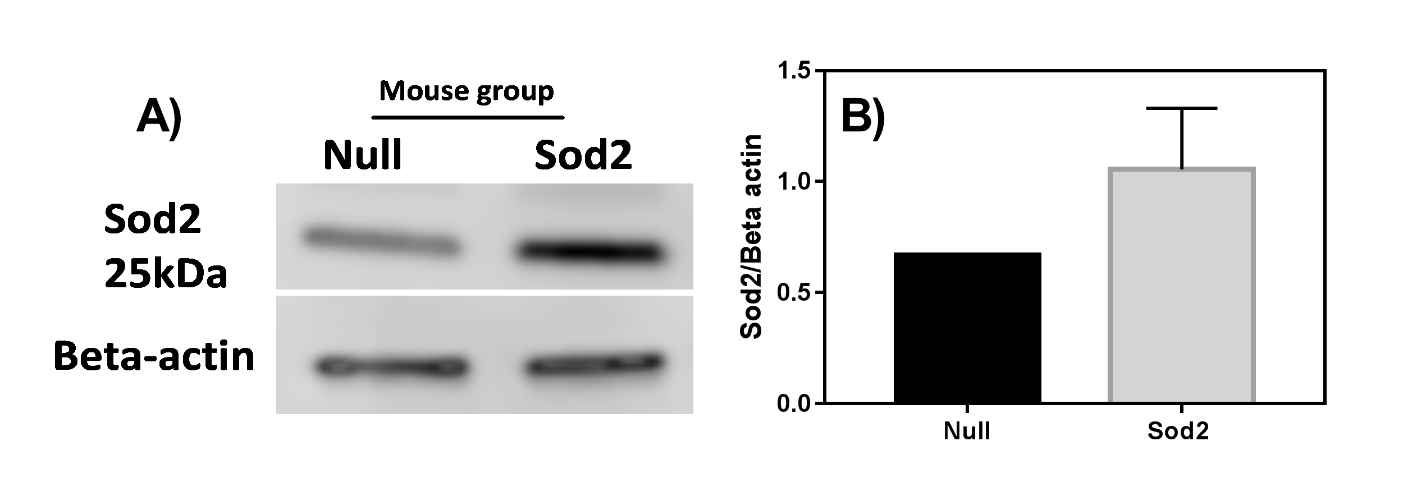 A)
Mouse group
Null Sod2
Sod2
25kDa
Beta-actin
B)
Sod2/Beta actin
1.5
1.0
0.5
0.0
Null Sod2